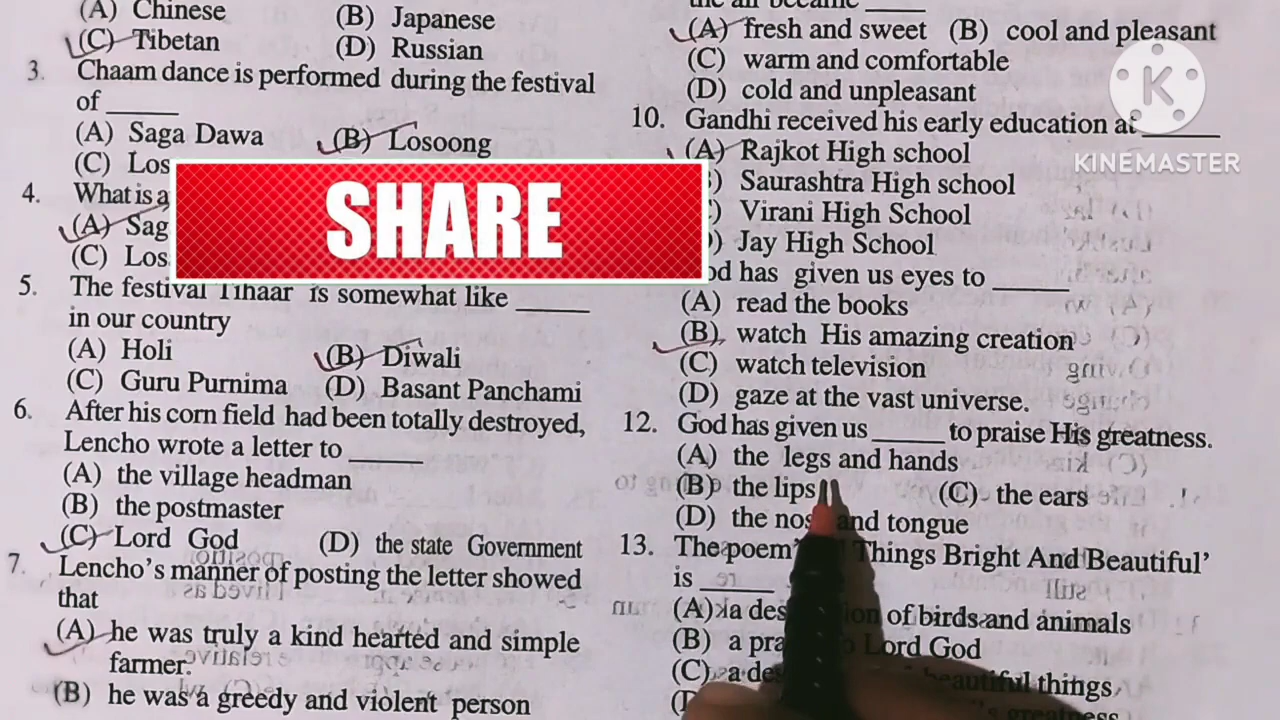 (A) Chinese (B) Japanese
(C) Tibetan (D) Russian
3. Chaam dance is performed during the festival
of ______
(A) Saga Dawa (B) Losoong
(C) Los
4. What is a
(A) Sag
(C) Los
SHARE
5. The festival Tihaar is somewhat like ______
in our country
(A) Holi (B) Diwali
(C) Guru Purnima (D) Basant Panchami
6. After his corn field had been totally destroyed,
Lencho wrote a letter to ______
(A) the village headman
(B) the postmaster
(C) Lord God (D) the state Government
7. Lencho's manner of posting the letter showed
that
(A) he was truly a kind hearted and simple
farmer.
(B) he was a greedy and violent person
the air became ______
(A) fresh and sweet (B) cool and pleasant
(C) warm and comfortable
(D) cold and unpleasant
10. Gandhi received his early education at ______
(A) Rajkot High school
) Saurashtra High school
) Virani High School
) Jay High School
od has given us eyes to ______
(A) read the books
(B) watch His amazing creation
(C) watch television
(D) gaze at the vast universe.
12. God has given us ______ to praise His greatness.
(A) the legs and hands
(B) the lips (C) the ears
(D) the nos and tongue
13. The poem Things Bright And Beautiful'
is ______
(A) a des ion of birds and animals
(B) a pra o Lord God
(C) a des beautiful things
's greatness
K
KINEMASTER